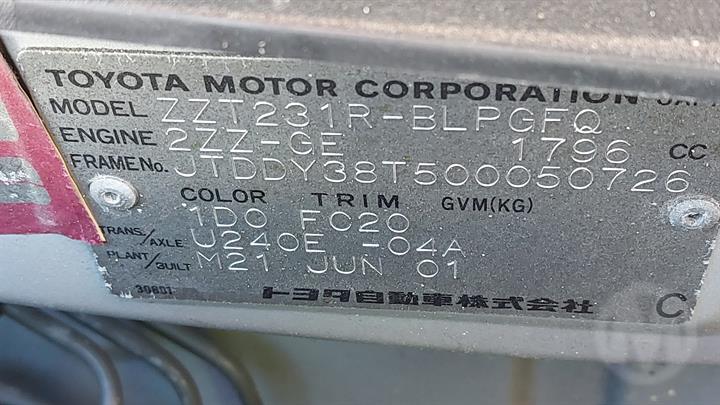 TOYOTA MOTOR CORPORATION JAPAN
MODEL ZZT231R-BLPGFQ
ENGINE 2ZZ-GE 1796 CC
FRAME No. JTDDY38T500050726
COLOR TRIM GVM(KG)
1D0 FC20
TRANS/AXLE U240E -04A
PLANT/BUILT M21 JUN 01
トヨタ自動車株式会社 C